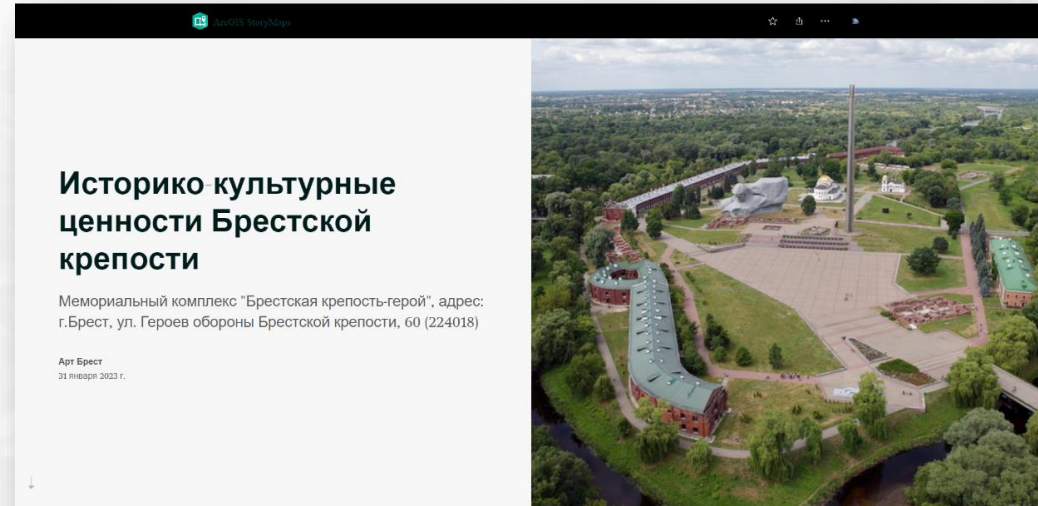 ArcGIS StoryMaps
Историко-культурные
ценности Брестской
крепости
Мемориальный комплекс "Брестская крепость-герой", адрес:
г.Брест, ул. Героев обороны Брестской крепости, 60 (224018)
Арт Брест
31 января 2023 г.